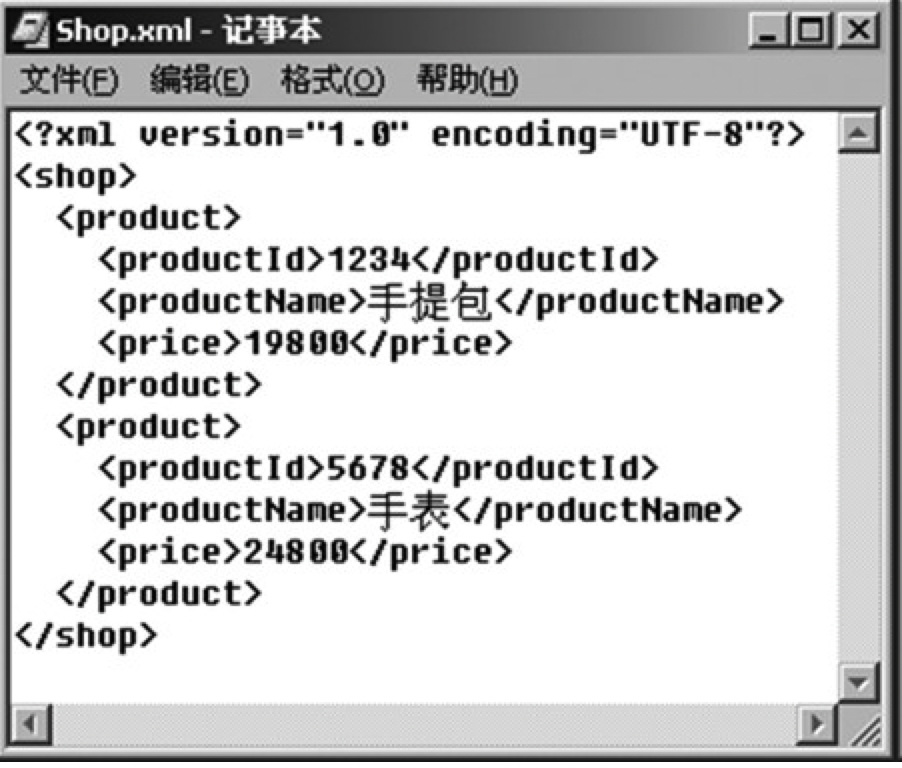 Shop.xml - 记事本
文件(F) 编辑(E) 格式(O) 帮助(H)
<?xml version="1.0" encoding="UTF-8"?>
<shop>
  <product>
    <productId>1234</productId>
    <productName>手提包</productName>
    <price>19800</price>
  </product>
  <product>
    <productId>5678</productId>
    <productName>手表</productName>
    <price>24800</price>
  </product>
</shop>